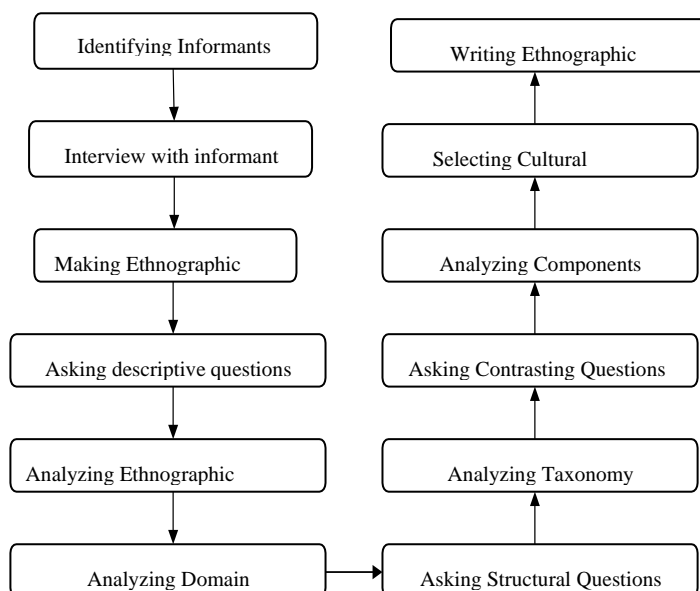 Identifying Informants
Interview with informant
Making Ethnographic
Asking descriptive questions
Analyzing Ethnographic
Analyzing Domain
Asking Structural Questions
Analyzing Taxonomy
Asking Contrasting Questions
Analyzing Components
Selecting Cultural
Writing Ethnographic